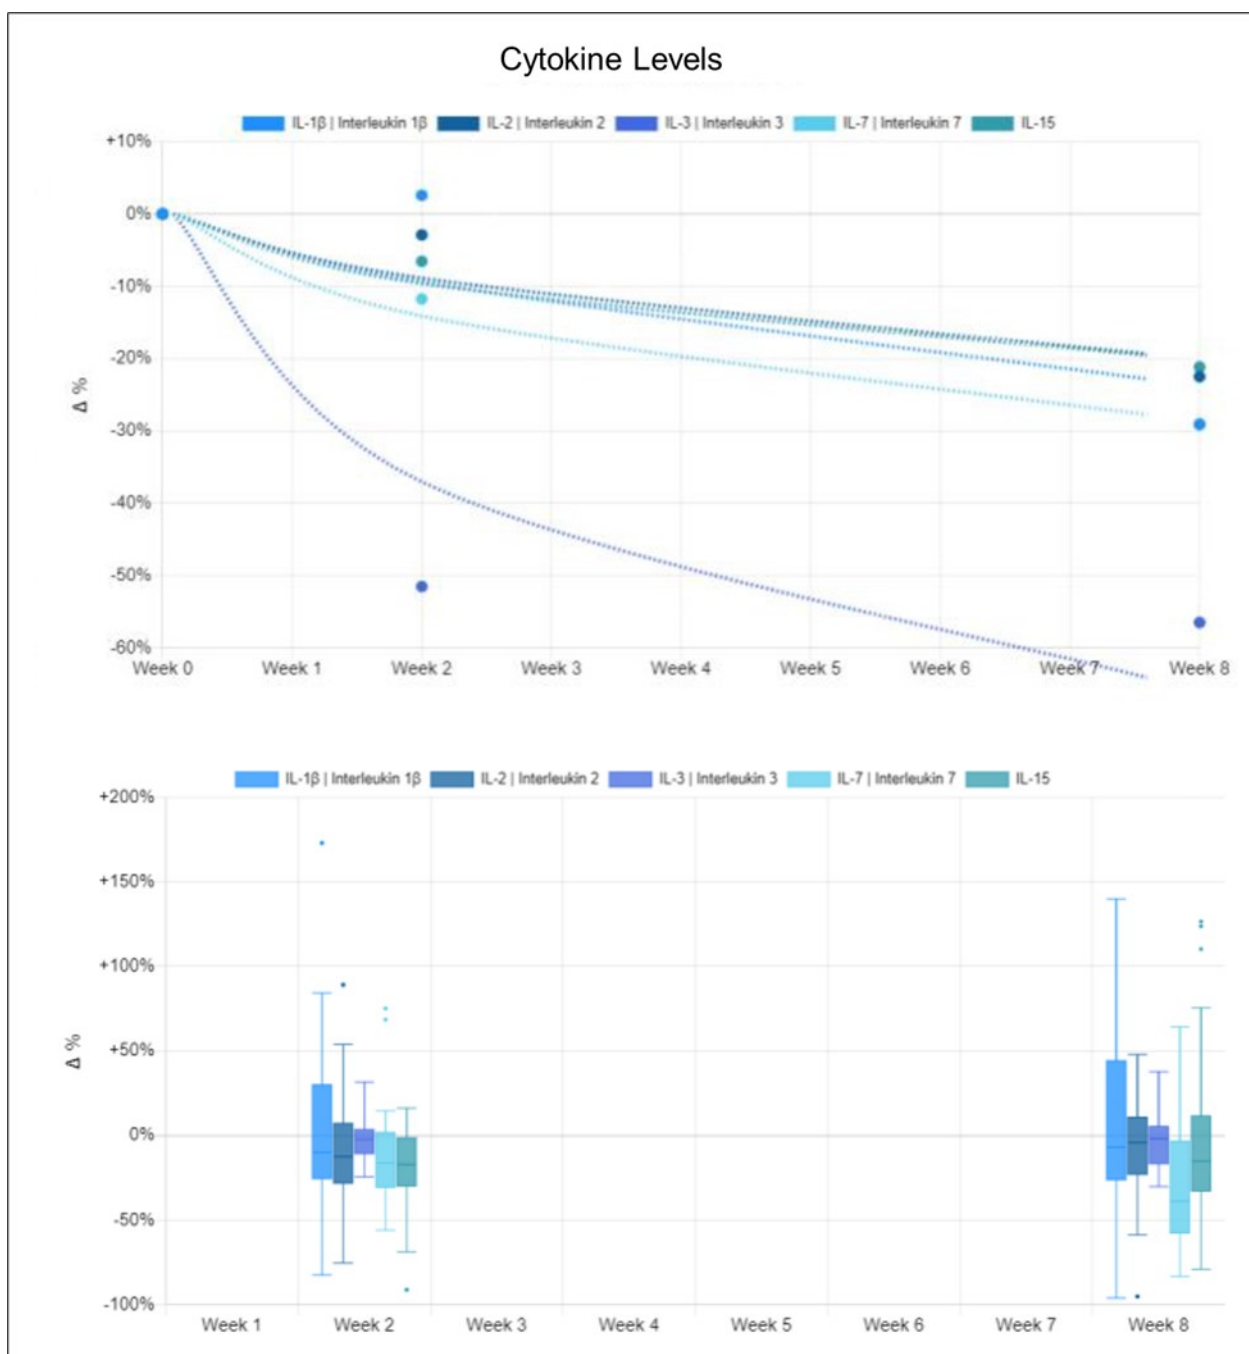 Cytokine Levels
IL-1β | Interleukin 1β IL-2 | Interleukin 2 IL-3 | Interleukin 3 IL-7 | Interleukin 7 IL-15
+10%
0%
-10%
-20%
-30%
-40%
-50%
-60%
Δ %
Week 0 Week 1 Week 2 Week 3 Week 4 Week 5 Week 6 Week 7 Week 8
IL-1β | Interleukin 1β IL-2 | Interleukin 2 IL-3 | Interleukin 3 IL-7 | Interleukin 7 IL-15
+200%
+150%
+100%
+50%
0%
-50%
-100%
Δ %
Week 1 Week 2 Week 3 Week 4 Week 5 Week 6 Week 7 Week 8